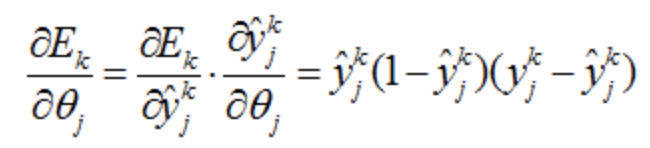 ∂E_k/∂θ_j = ∂E_k/∂ŷ_j^k · ∂ŷ_j^k/∂θ_j = ŷ_j^k(1−ŷ_j^k)(y_j^k−ŷ_j^k)